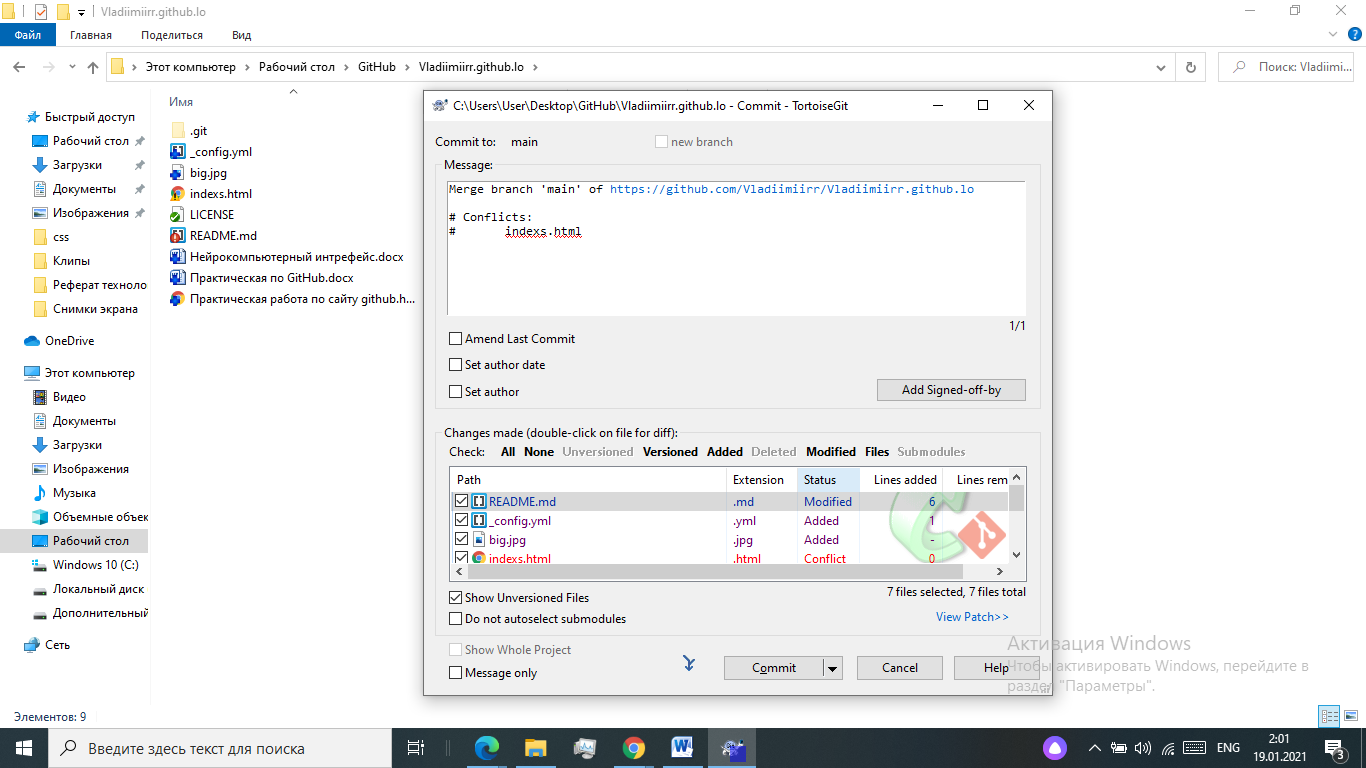 Vladiimiirr.github.Io
Файл Главная Поделиться Вид
Этот компьютер Рабочий стол GitHub Vladiimiirr.github.Io
Поиск: Vladiimi...
Быстрый доступ
Рабочий стол
Загрузки
Документы
Изображения
css
Клипы
Реферат техноло
Снимки экрана
OneDrive
Этот компьютер
Видео
Документы
Загрузки
Изображения
Музыка
Объемные объек
Рабочий стол
Windows 10 (C:)
Локальный диск
Дополнительный
Сеть
Имя
.git
_config.yml
big.jpg
indexs.html
LICENSE
README.md
Нейрокомпьютерный интрефейс.docx
Практическая по GitHub.docx
Практическая работа по сайту github.h...
C:\Users\User\Desktop\GitHub\Vladiimiirr.github.Io - Commit - TortoiseGit
Commit to: main new branch
Message:
Merge branch 'main' of https://github.com/Vladiimiirr/Vladiimiirr.github.Io
# Conflicts:
# indexs.html
1/1
Amend Last Commit
Set author date
Set author
Add Signed-off-by
Changes made (double-click on file for diff):
Check: All None Unversioned Versioned Added Deleted Modified Files Submodules
Path Extension Status Lines added Lines rem
README.md .md Modified 6
_config.yml .yml Added 1
big.jpg .jpg Added -
indexs.html .html Conflict 0
Show Unversioned Files
7 files selected, 7 files total
Do not autoselect submodules
View Patch>>
Show Whole Project
Message only
Commit Cancel Help
Активация Windows
Чтобы активировать Windows, перейдите в
раздел "Параметры".
Элементов: 9
Введите здесь текст для поиска
ENG
2:01
19.01.2021
3